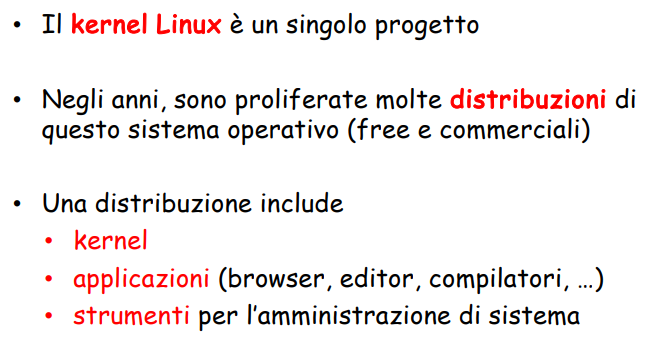 • Il kernel Linux è un singolo progetto
• Negli anni, sono proliferate molte distribuzioni di
questo sistema operativo (free e commerciali)
• Una distribuzione include
• kernel
• applicazioni (browser, editor, compilatori, …)
• strumenti per l’amministrazione di sistema